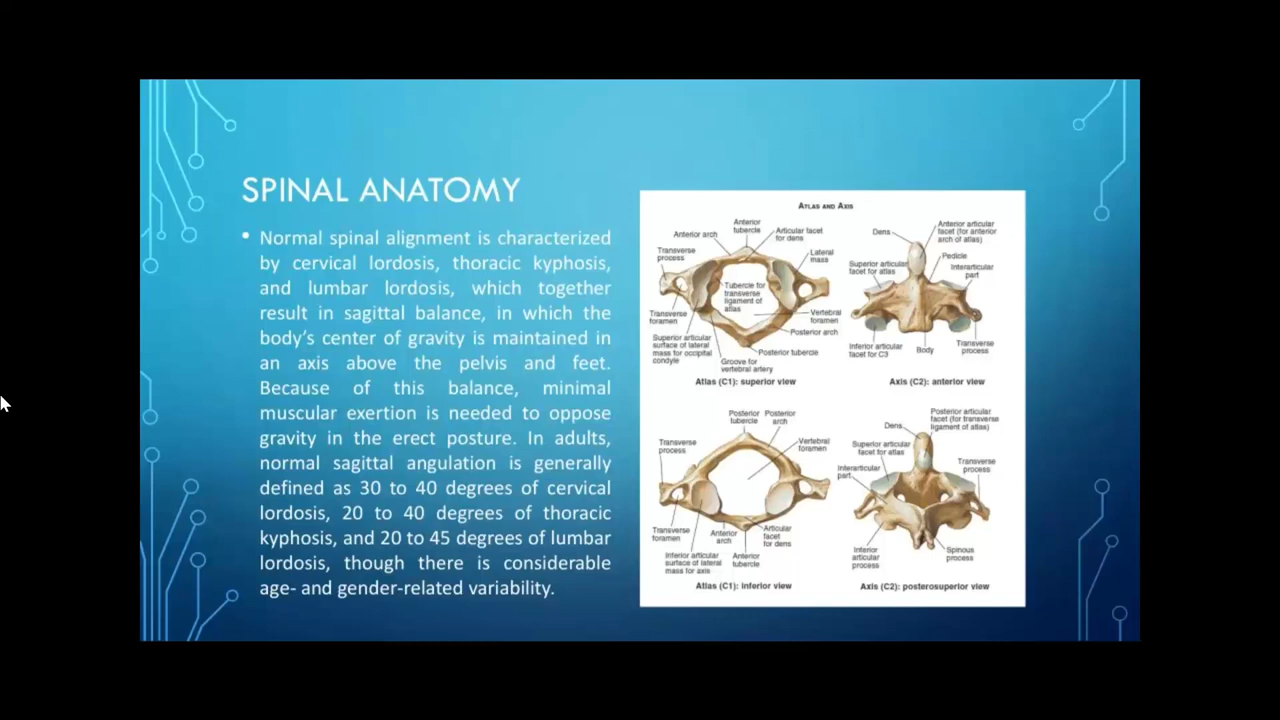 SPINAL ANATOMY
• Normal spinal alignment is characterized
by cervical lordosis, thoracic kyphosis,
and lumbar lordosis, which together
result in sagittal balance, in which the
body's center of gravity is maintained in
an axis above the pelvis and feet.
Because of this balance, minimal
muscular exertion is needed to oppose
gravity in the erect posture. In adults,
normal sagittal angulation is generally
defined as 30 to 40 degrees of cervical
lordosis, 20 to 40 degrees of thoracic
kyphosis, and 20 to 45 degrees of lumbar
lordosis, though there is considerable
age- and gender-related variability.
ATLAS AND AXIS
Anterior arch
Anterior
tubercle
Articular facet
for dens
Transverse
process
Lateral
mass
Tubercle for
transverse
ligament of
atlas
Transverse
foramen
Vertebral
foramen
Posterior arch
Superior articular
surface of lateral
mass for occipital
condyle
Posterior tubercle
Groove for
vertebral artery
Atlas (C1): superior view
Dens
Anterior articular
facet (for anterior
arch of atlas)
Pedicle
Superior articular
facet for atlas
Interarticular
part
Inferior articular
facet for C3
Body
Transverse
process
Axis (C2): anterior view
Posterior
tubercle
Posterior
arch
Transverse
process
Vertebral
foramen
Transverse
foramen
Anterior
arch
Articular
facet
for dens
Inferior articular
surface of lateral
mass for axis
Anterior
tubercle
Atlas (C1): inferior view
Posterior articular
facet (for transverse
ligament of atlas)
Dens
Superior articular
facet for atlas
Interarticular
part
Transverse
process
Inferior
articular
process
Spinous
process
Axis (C2): posterosuperior view